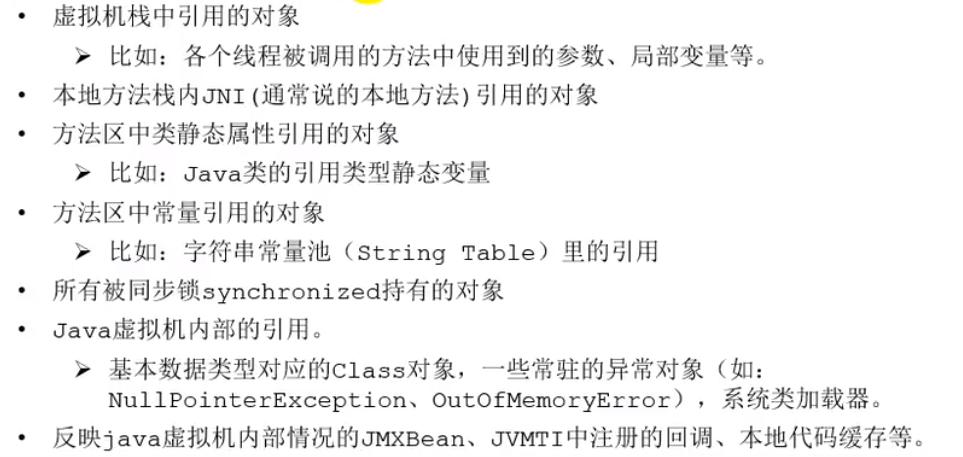 • 虚拟机栈中引用的对象
➢ 比如：各个线程被调用的方法中使用到的参数、局部变量等。
• 本地方法栈内JNI(通常说的本地方法)引用的对象
• 方法区中类静态属性引用的对象
➢ 比如：Java类的引用类型静态变量
• 方法区中常量引用的对象
➢ 比如：字符串常量池（String Table）里的引用
• 所有被同步锁synchronized持有的对象
• Java虚拟机内部的引用。
➢ 基本数据类型对应的Class对象，一些常驻的异常对象（如：
NullPointerException、OutOfMemoryError），系统类加载器。
• 反映java虚拟机内部情况的JMXBean、JVMTI中注册的回调、本地代码缓存等。